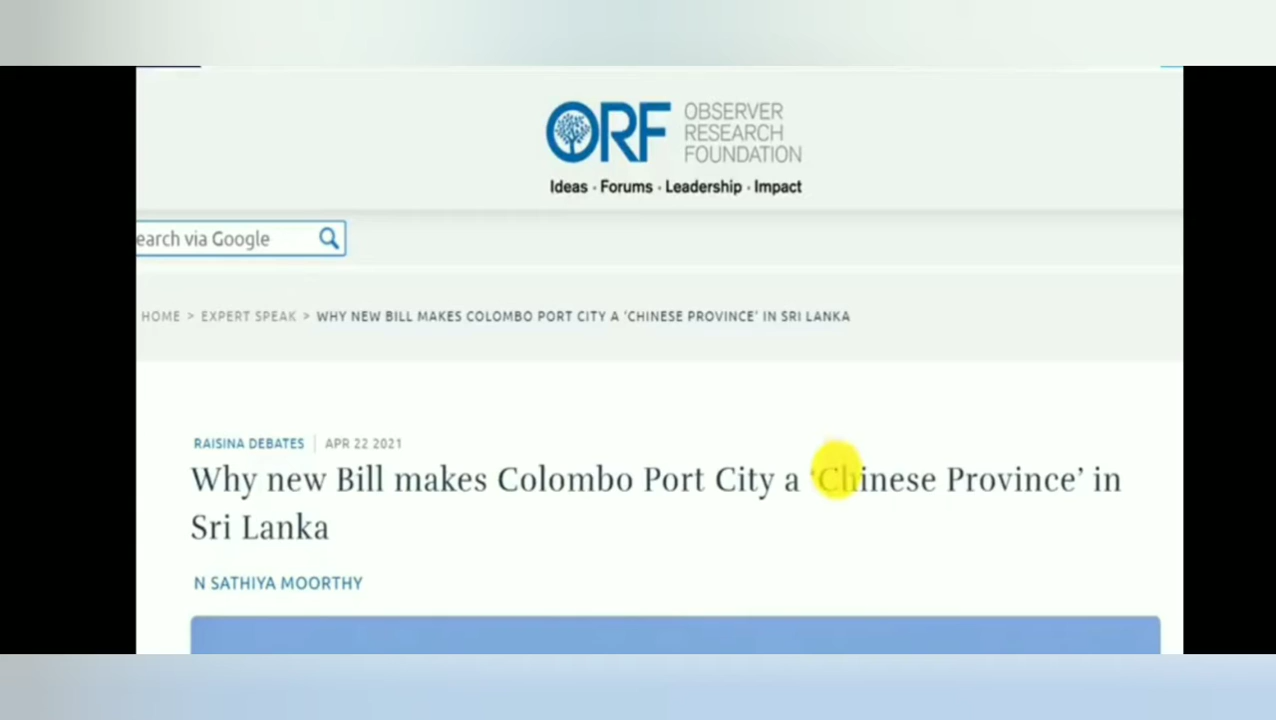 ORF OBSERVER
RESEARCH
FOUNDATION
Ideas · Forums · Leadership · Impact
earch via Google
HOME > EXPERT SPEAK > WHY NEW BILL MAKES COLOMBO PORT CITY A ‘CHINESE PROVINCE’ IN SRI LANKA
RAISINA DEBATES | APR 22 2021
Why new Bill makes Colombo Port City a ‘Chinese Province’ in
Sri Lanka
N SATHIYA MOORTHY